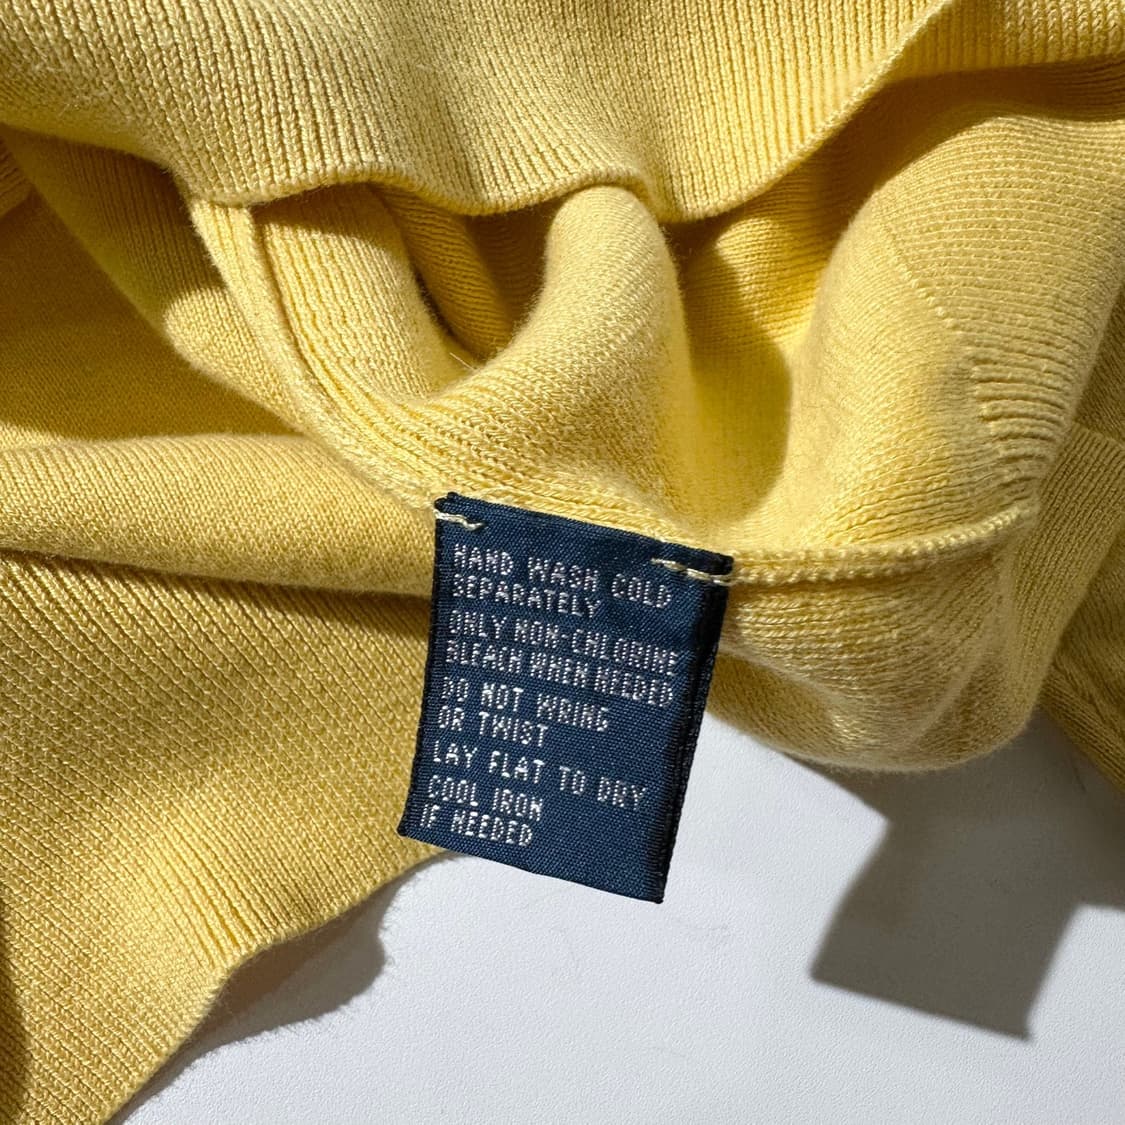 HAND WASH COLD
SEPARATELY
ONLY NON-CHLORINE
BLEACH WHEN NEEDED
DO NOT WRING
OR TWIST
LAY FLAT TO DRY
COOL IRON
IF NEEDED